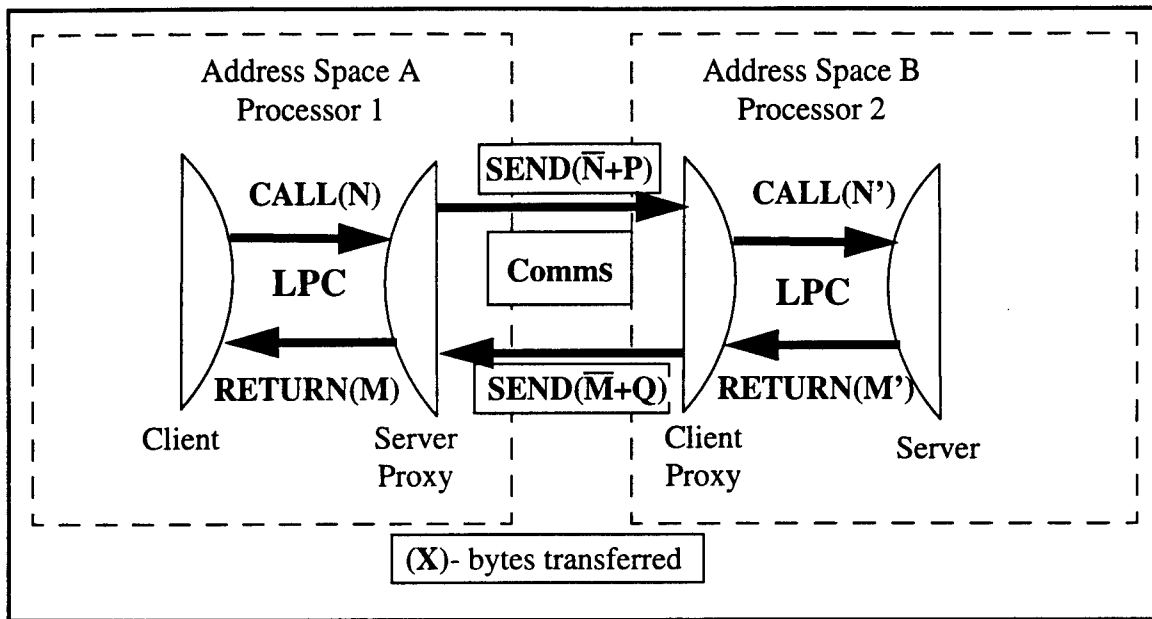 Address Space A
Processor 1
Address Space B
Processor 2
SEND(N̅+P)
CALL(N)
CALL(N’)
LPC
Comms
LPC
RETURN(M)
SEND(M̅+Q)
RETURN(M’)
Client
Server
Proxy
Client
Proxy
Server
(X)- bytes transferred